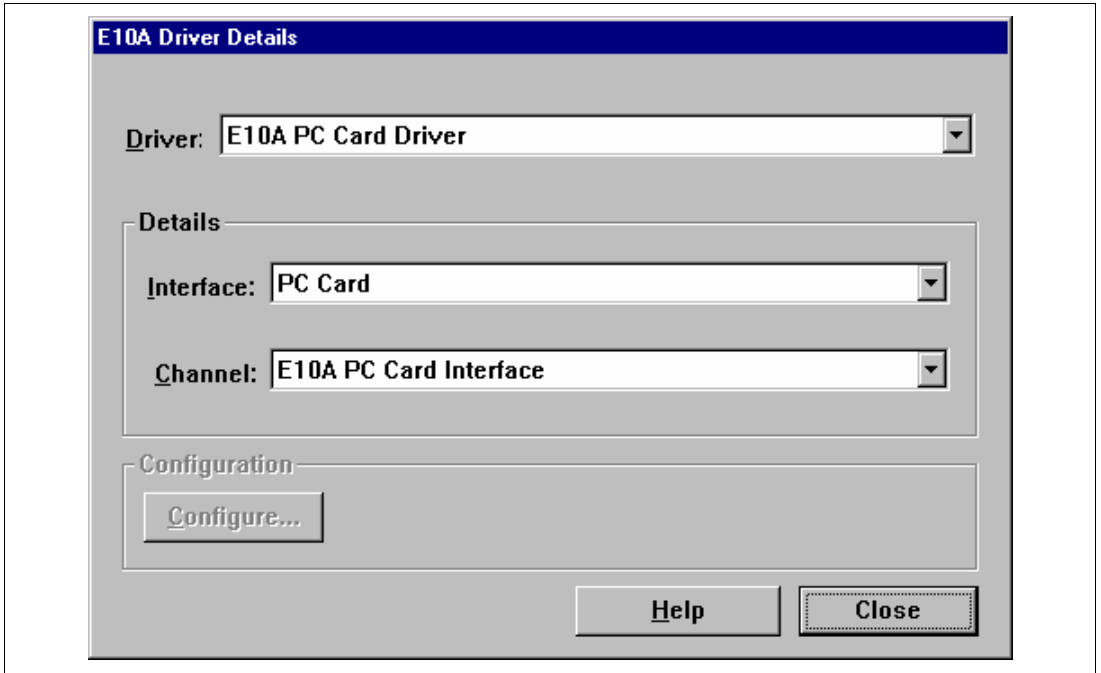 E10A Driver Details
Driver: E10A PC Card Driver
Details
Interface: PC Card
Channel: E10A PC Card Interface
Configuration
Configure...
Help Close